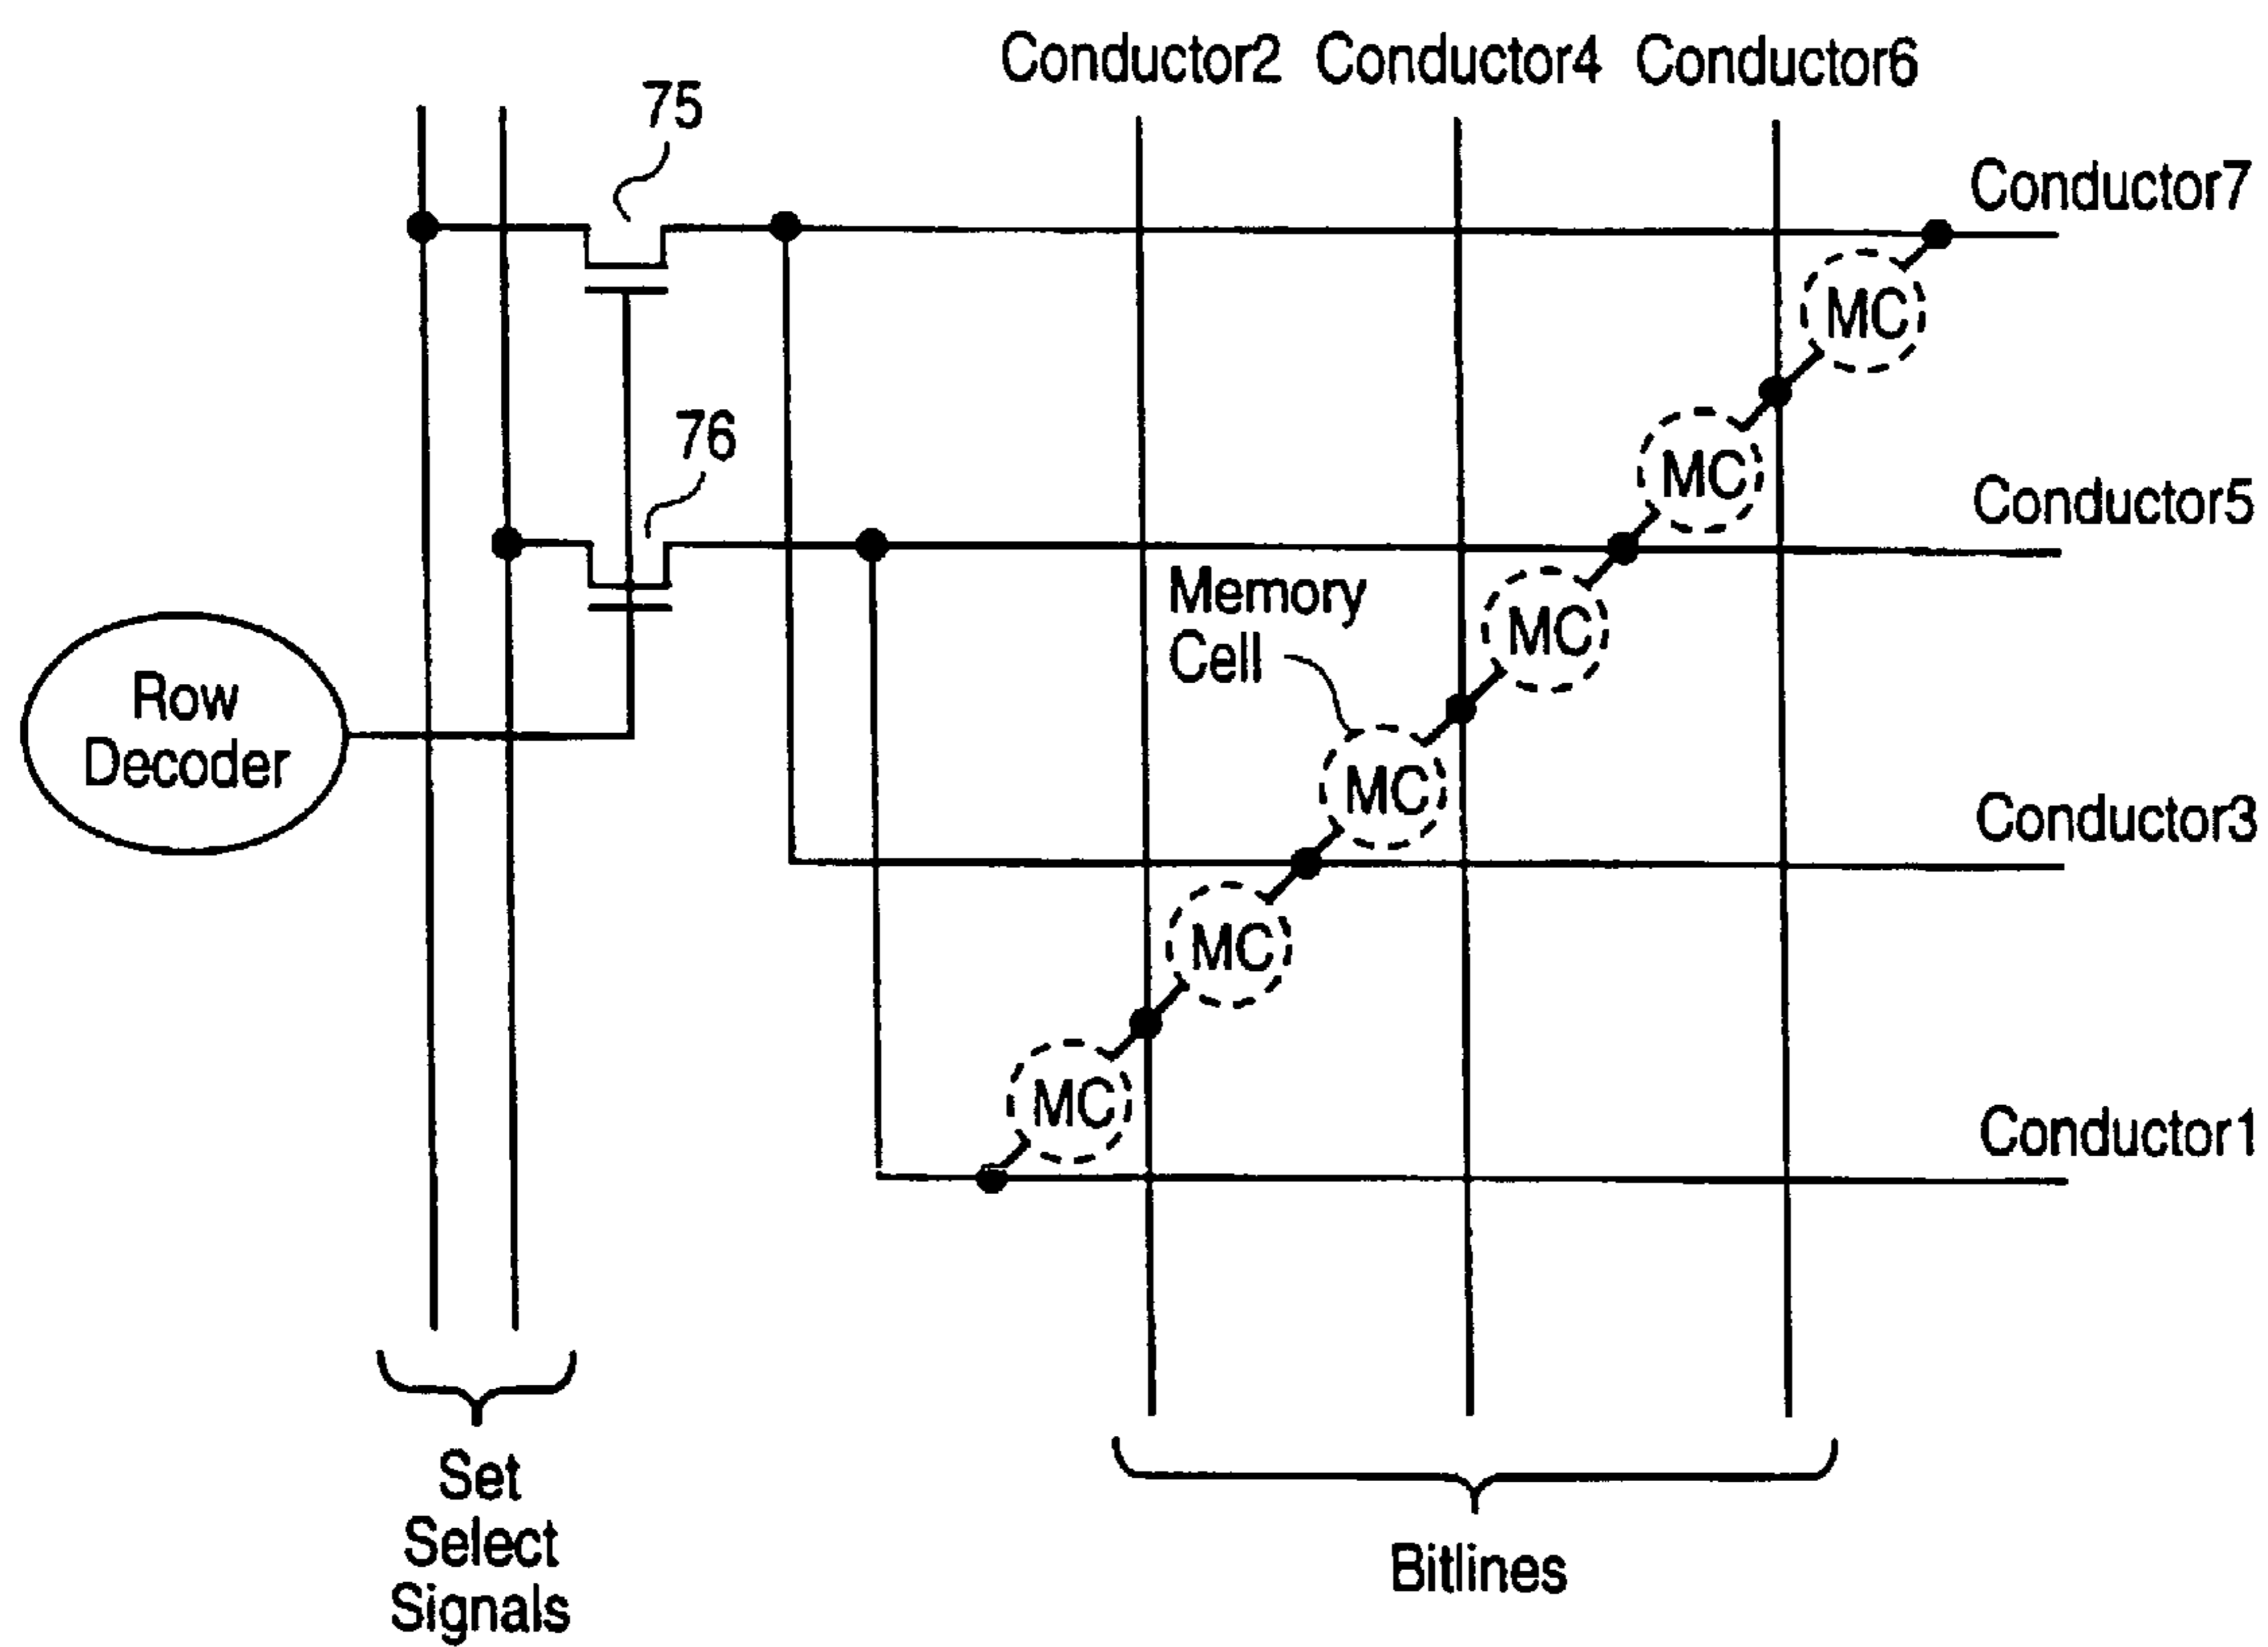 Conductor2 Conductor4 Conductor6
75
Conductor7
MC
76
MC
Conductor5
Memory
Cell
MC
Row
Decoder
MC
Conductor3
MC
MC
Conductor1
Set
Select
Signals
Bitlines